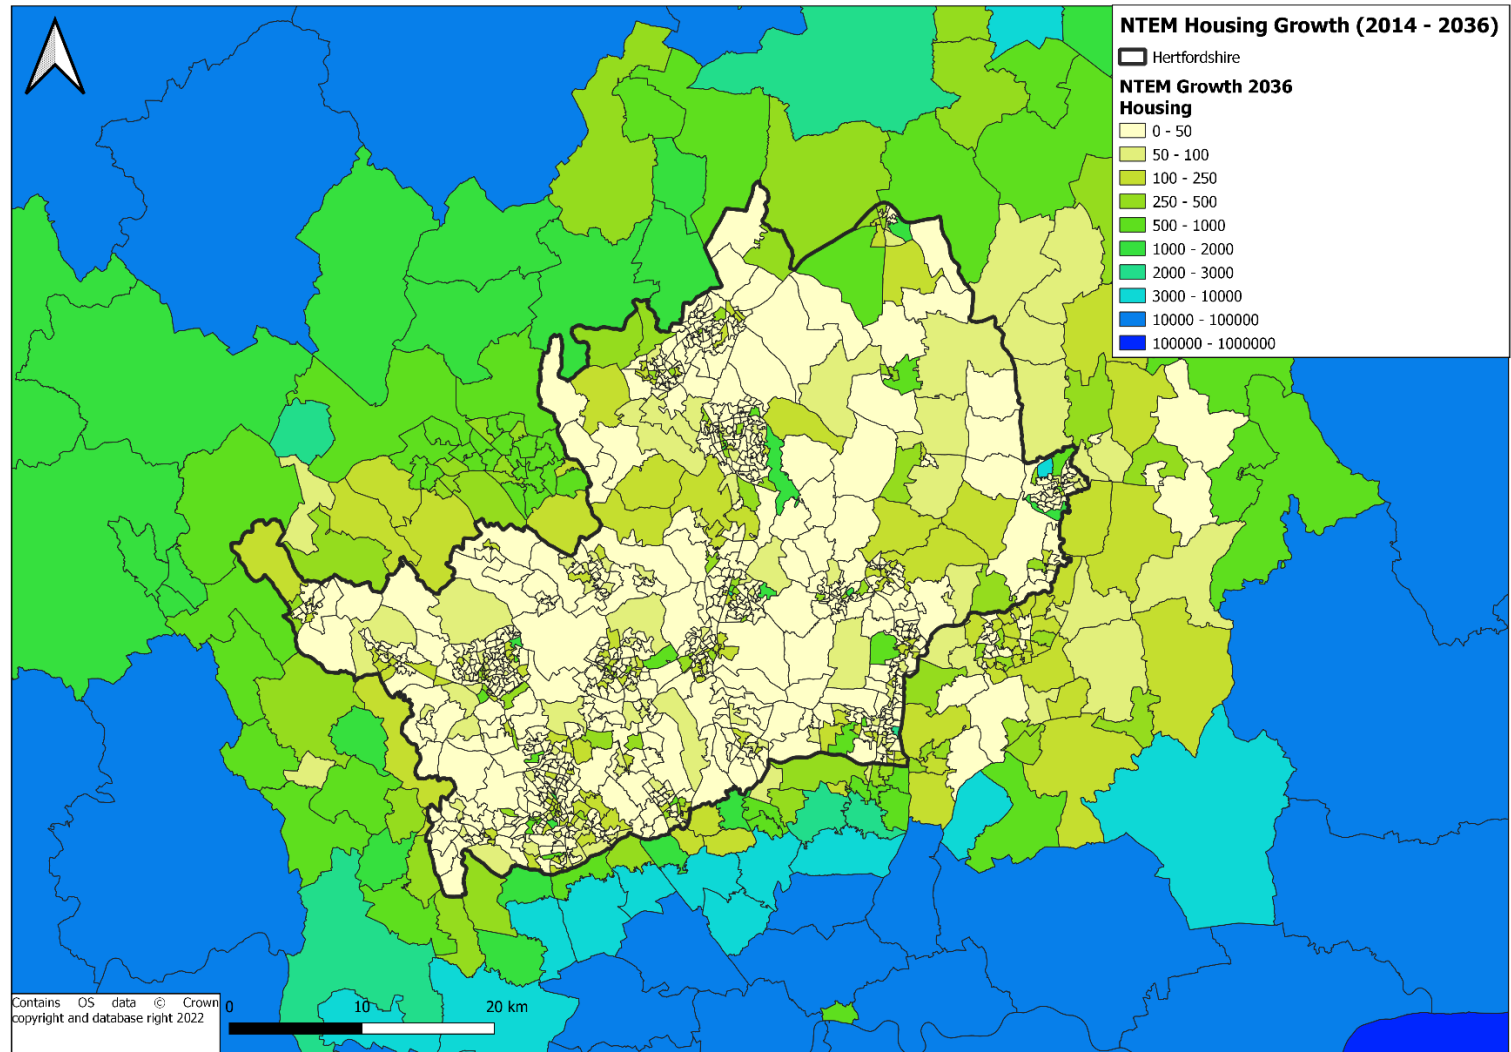 NTEM Housing Growth (2014 - 2036)
Hertfordshire
NTEM Growth 2036
Housing
0 - 50
50 - 100
100 - 250
250 - 500
500 - 1000
1000 - 2000
2000 - 3000
3000 - 10000
10000 - 100000
100000 - 1000000
Contains OS data © Crown
copyright and database right 2022
0 10 20 km